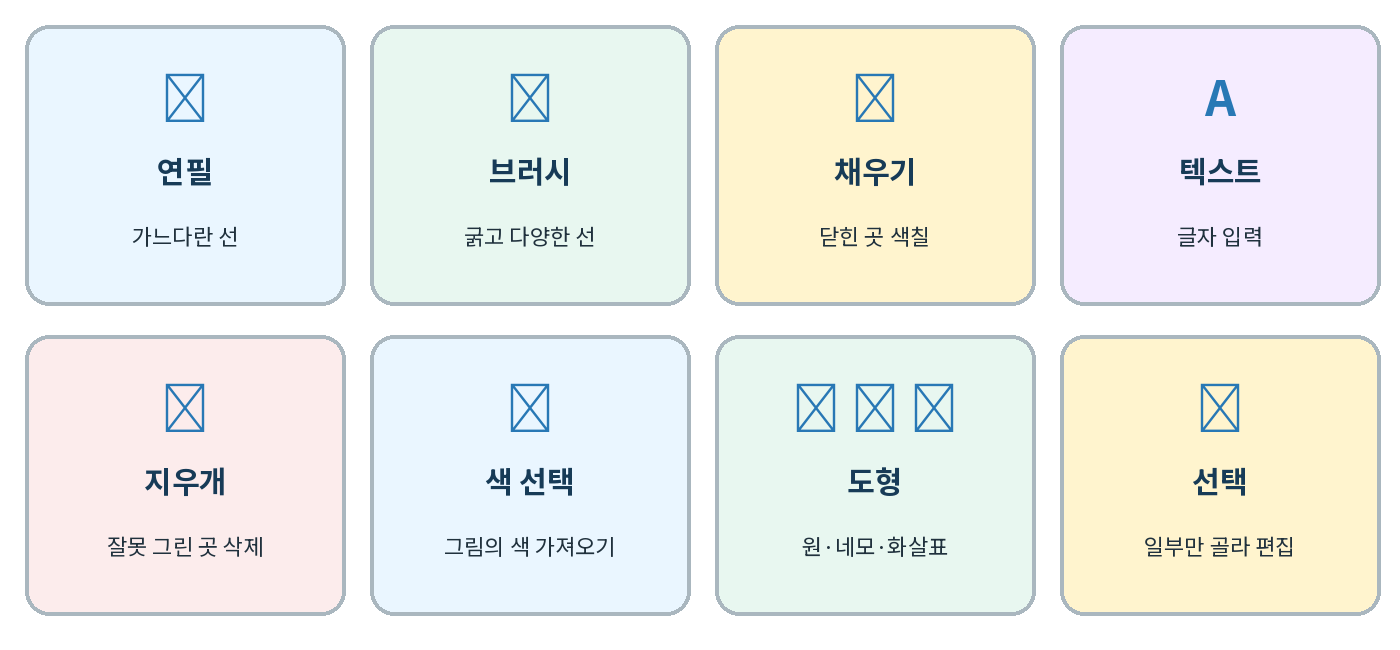 A
연필
브러시
채우기
텍스트
가느다란 선
굵고 다양한 선
닫힌 곳 색칠
글자 입력
지우개
색 선택
도형
선택
잘못 그린 곳 삭제
그림의 색 가져오기
원·네모·화살표
일부만 골라 편집